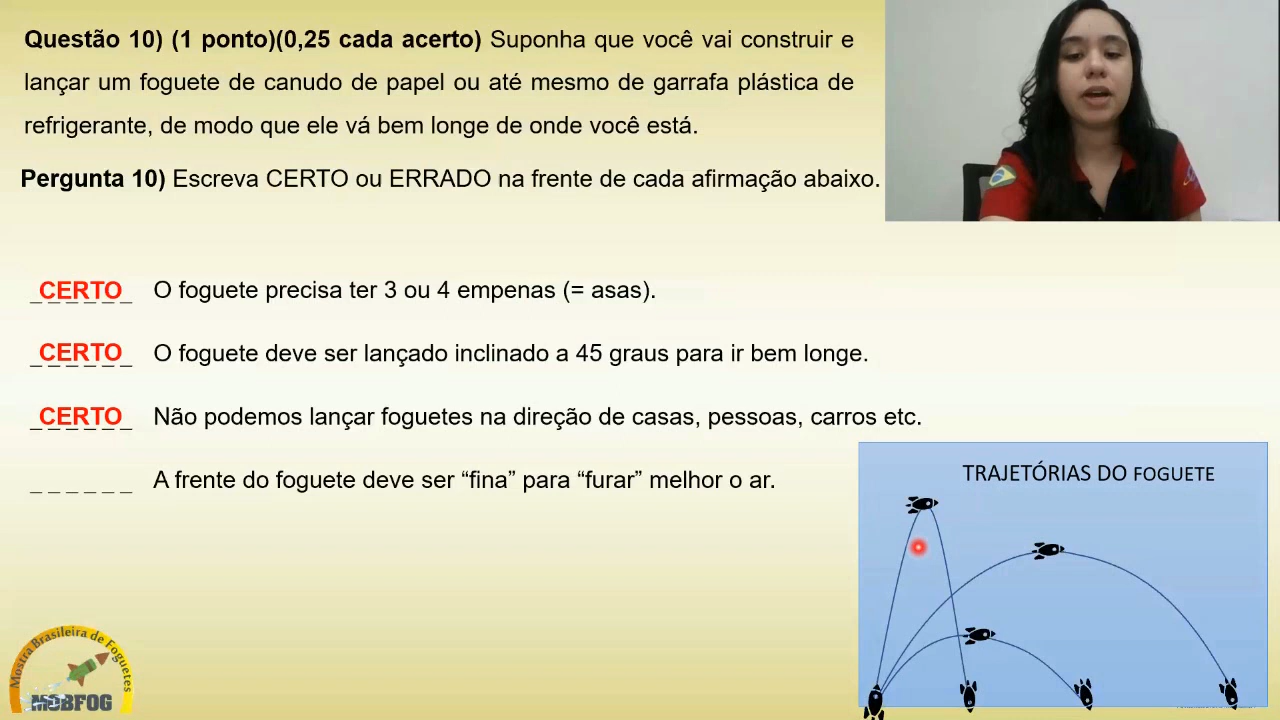 Questão 10) (1 ponto)(0,25 cada acerto) Suponha que você vai construir e
lançar um foguete de canudo de papel ou até mesmo de garrafa plástica de
refrigerante, de modo que ele vá bem longe de onde você está.
Pergunta 10) Escreva CERTO ou ERRADO na frente de cada afirmação abaixo.
CERTO O foguete precisa ter 3 ou 4 empenas (= asas).
CERTO O foguete deve ser lançado inclinado a 45 graus para ir bem longe.
CERTO Não podemos lançar foguetes na direção de casas, pessoas, carros etc.
_ _ _ _ _ _ A frente do foguete deve ser “fina” para “furar” melhor o ar.
TRAJETÓRIAS DO FOGUETE
Mostra Brasileira de Foguetes
MOBFOG